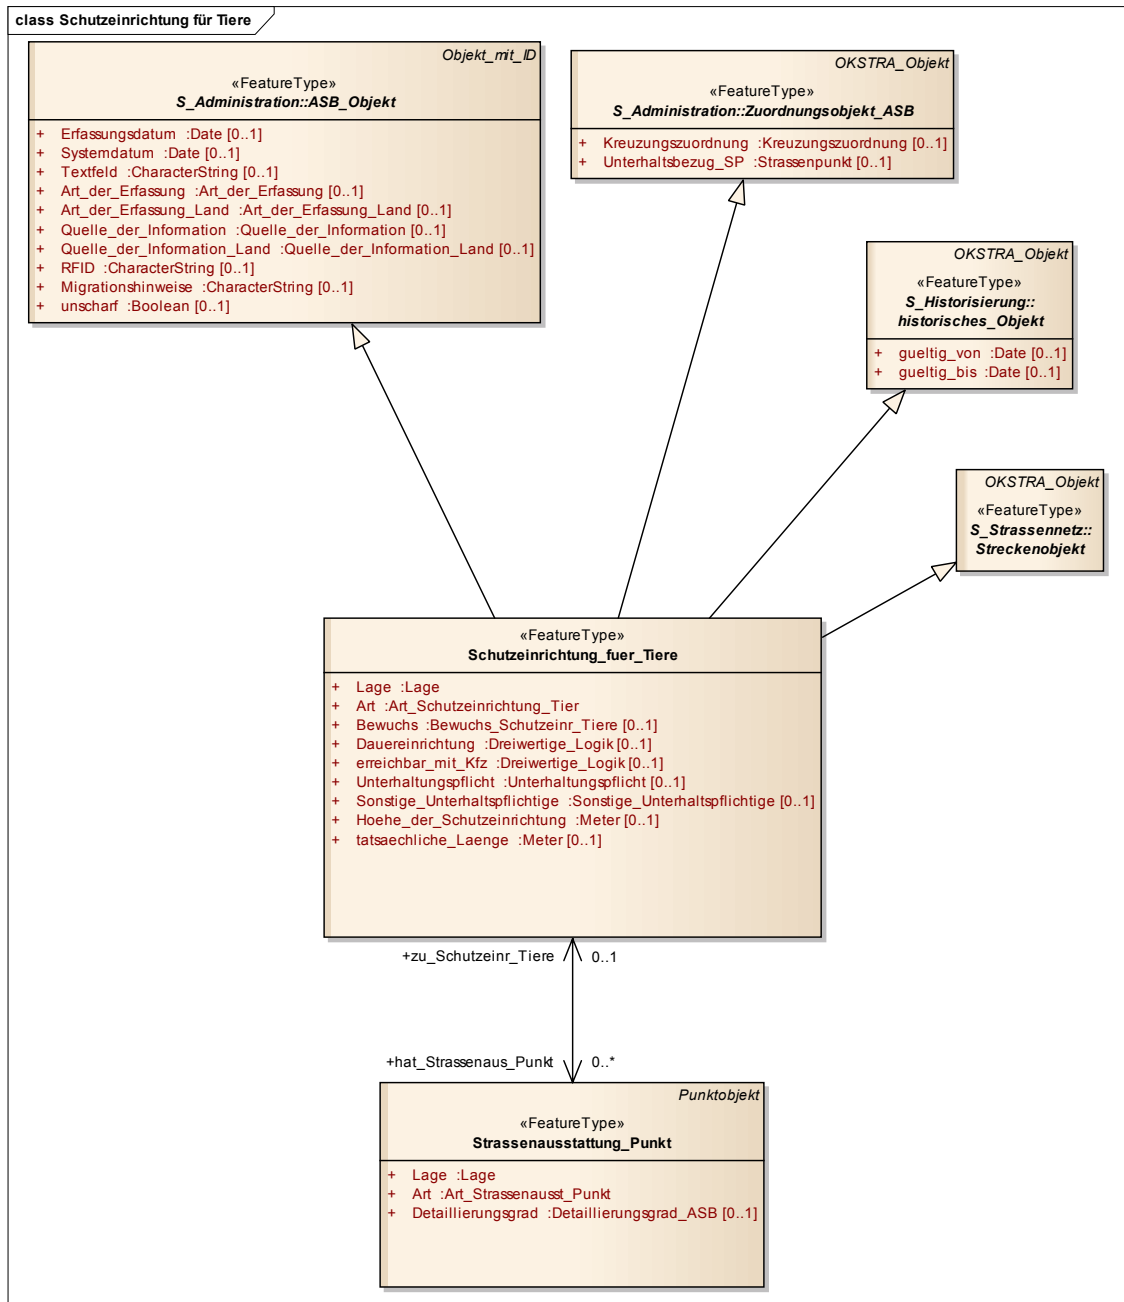 class Schutzeinrichtung für Tiere
Objekt_mit_ID
«FeatureType»
S_Administration::ASB_Objekt
+ Erfassungsdatum :Date [0..1]
+ Systemdatum :Date [0..1]
+ Textfeld :CharacterString [0..1]
+ Art_der_Erfassung :Art_der_Erfassung [0..1]
+ Art_der_Erfassung_Land :Art_der_Erfassung_Land [0..1]
+ Quelle_der_Information :Quelle_der_Information [0..1]
+ Quelle_der_Information_Land :Quelle_der_Information_Land [0..1]
+ RFID :CharacterString [0..1]
+ Migrationshinweise :CharacterString [0..1]
+ unscharf :Boolean [0..1]
OKSTRA_Objekt
«FeatureType»
S_Administration::Zuordnungsobjekt_ASB
+ Kreuzungszuordnung :Kreuzungszuordnung [0..1]
+ Unterhaltsbezug_SP :Strassenpunkt [0..1]
OKSTRA_Objekt
«FeatureType»
S_Historisierung::
historisches_Objekt
+ gueltig_von :Date [0..1]
+ gueltig_bis :Date [0..1]
OKSTRA_Objekt
«FeatureType»
S_Strassennetz::
Streckenobjekt
«FeatureType»
Schutzeinrichtung_fuer_Tiere
+ Lage :Lage
+ Art :Art_Schutzeinrichtung_Tier
+ Bewuchs :Bewuchs_Schutzeinr_Tiere [0..1]
+ Dauereinrichtung :Dreiwertige_Logik [0..1]
+ erreichbar_mit_Kfz :Dreiwertige_Logik [0..1]
+ Unterhaltungspflicht :Unterhaltungspflicht [0..1]
+ Sonstige_Unterhaltspflichtige :Sonstige_Unterhaltspflichtige [0..1]
+ Hoehe_der_Schutzeinrichtung :Meter [0..1]
+ tatsaechliche_Laenge :Meter [0..1]
+zu_Schutzeinr_Tiere 0..1
+hat_Strassenaus_Punkt 0..*
Punktobjekt
«FeatureType»
Strassenausstattung_Punkt
+ Lage :Lage
+ Art :Art_Strassenausst_Punkt
+ Detaillierungsgrad :Detaillierungsgrad_ASB [0..1]